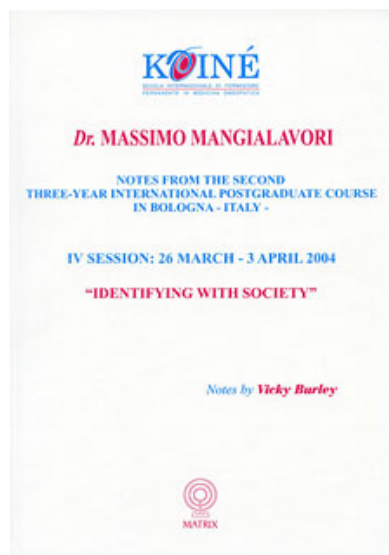 KOINÉ
SCUOLA INTERNAZIONALE DI FORMAZIONE
PERMANENTE IN MEDICINA OMEOPATICA
Dr. MASSIMO MANGIALAVORI
NOTES FROM THE SECOND
THREE-YEAR INTERNATIONAL POSTGRADUATE COURSE
IN BOLOGNA - ITALY -
IV SESSION: 26 MARCH - 3 APRIL 2004
“IDENTIFYING WITH SOCIETY”
Notes by Vicky Burley
MATRIX